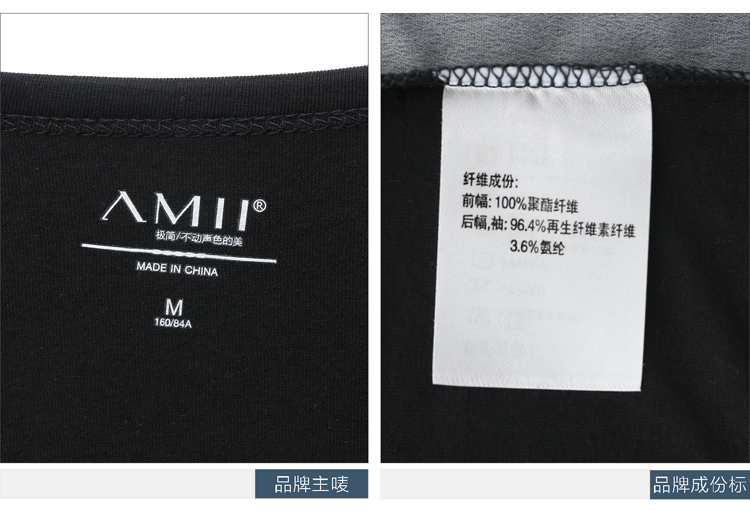 AMII®
极简/不动声色的美
MADE IN CHINA
M
160/84A
品牌主唛
纤维成份:
前幅: 100%聚酯纤维
后幅,袖: 96.4%再生纤维素纤维
3.6%氨纶
品牌成份标